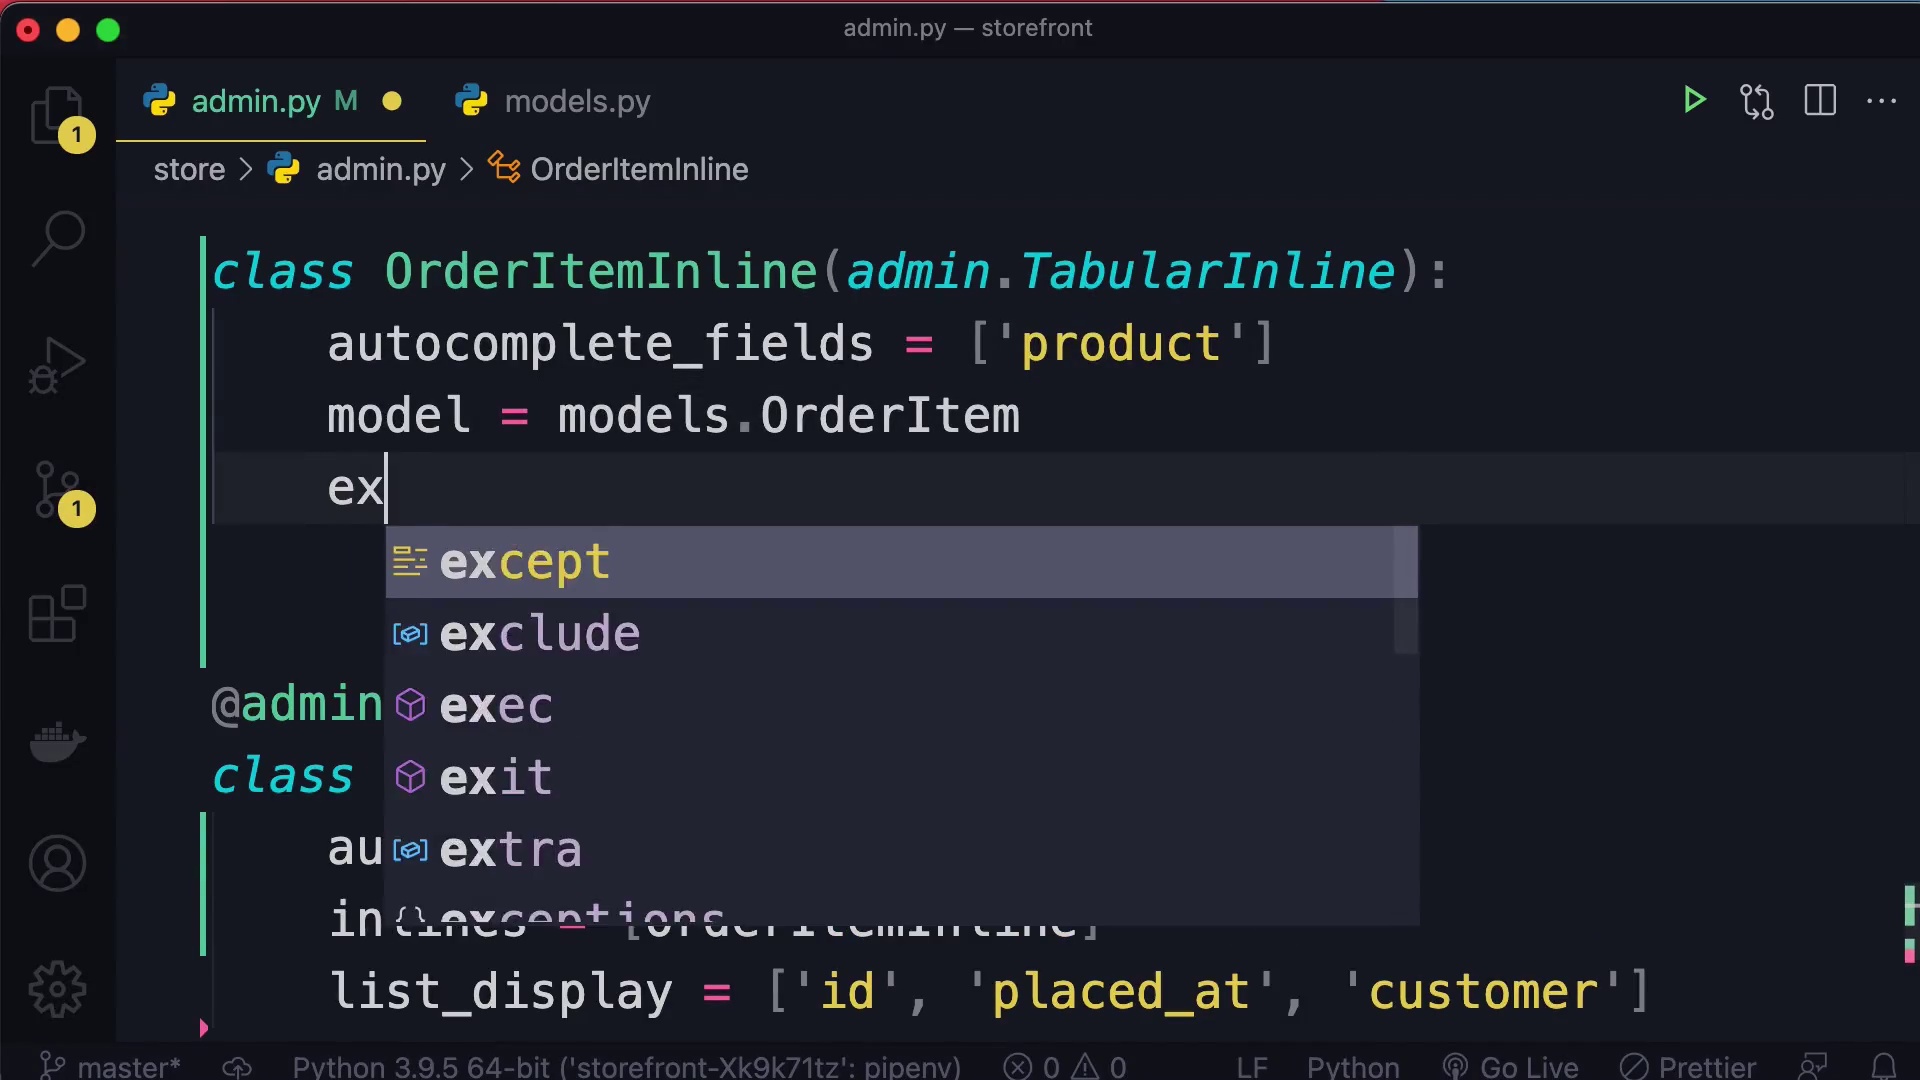 admin.py — storefront
admin.py M
models.py
1
store > admin.py > OrderItemInline
class OrderItemInline(admin.TabularInline):
autocomplete_fields = ['product']
model = models.OrderItem
ex
1
except
exclude
@admin
exec
class
exit
au
extra
exceptions
inlines = [OrderItemInline]
list_display = ['id', 'placed_at', 'customer']
master* Python 3.9.5 64-bit ('storefront-Xk9k71tz': pipenv) 0 0 LF Python Go Live Prettier